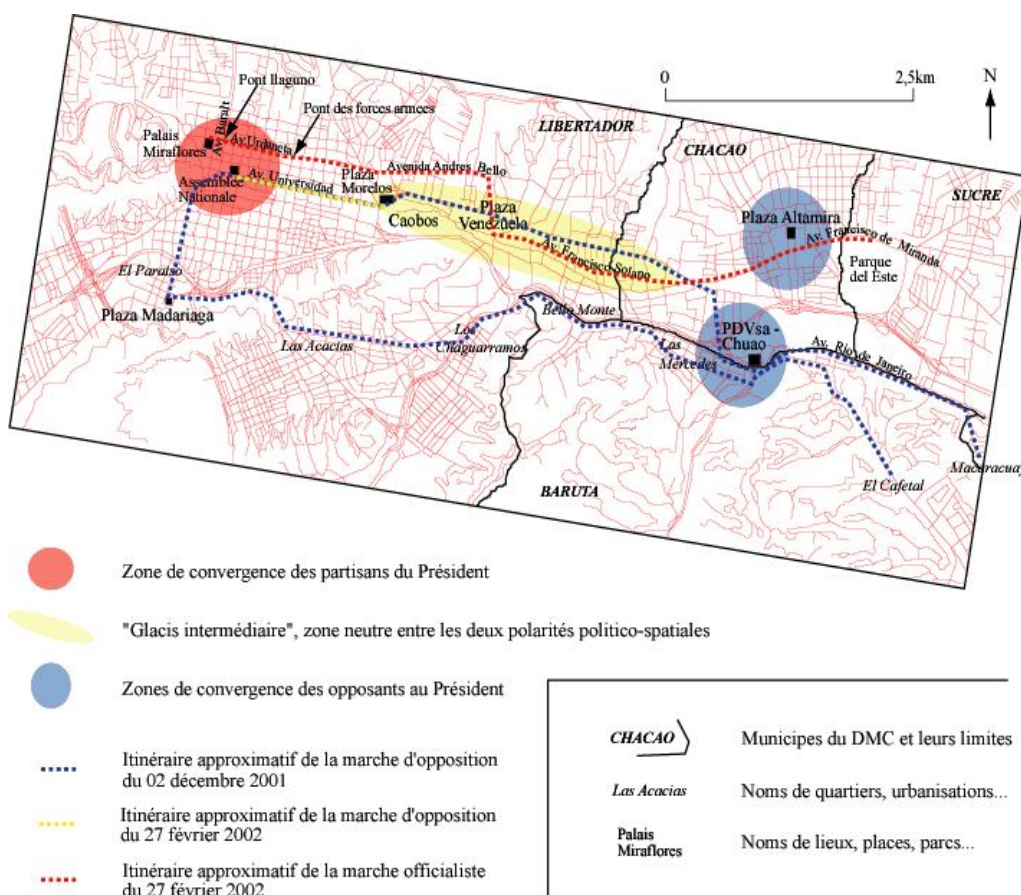 Pont llaguno
0
2,5km
N
Pont des forces armees
Av. Baralt
LIBERTADOR
Palais
Miraflores
Av. Urdaneta
CHACAO
Avenida Andres Bello
Assemblee
Nationale
Av. Universidad
Plaza
Morelos
SUCRE
Caobos
Plaza
Venezuela
Plaza Altamira
Av. Francisco de Miranda
Av. Francisco Solano
Parque
del Este
El Paraiso
Plaza Madariaga
Bello Monte
PDVsa -
Chuao
Las Acacias
Los
Chaguarramos
Las
Mercedes
Av. Rio de Janeiro
Macaracuay
El Cafetal
BARUTA
Zone de convergence des partisans du Président
"Glacis intermédiaire", zone neutre entre les deux polarités politico-spatiales
Zones de convergence des opposants au Président
Itinéraire approximatif de la marche d'opposition
du 02 décembre 2001
Itinéraire approximatif de la marche d'opposition
du 27 février 2002
Itinéraire approximatif de la marche officialiste
du 27 février 2002
CHACAO
Municipes du DMC et leurs limites
Las Acacias
Noms de quartiers, urbanisations...
Palais
Miraflores
Noms de lieux, places, parcs...